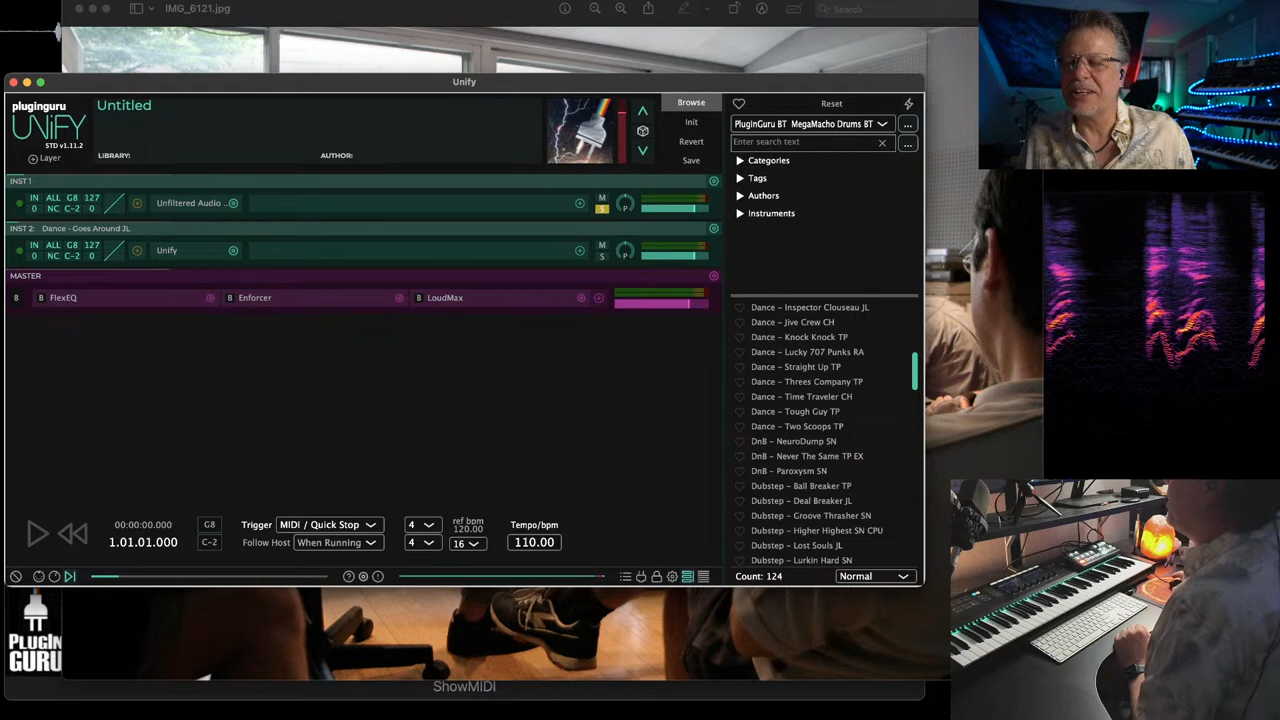 IMG_6121.jpg
Search
Unify
pluginguru
UNiFY
STD v1.11.2
Layer
Untitled
LIBRARY:
AUTHOR:
Browse
Init
Revert
Save
Reset
PlugInGuru BT MegaMacho Drums BT
...
Enter search text
...
Categories
Tags
Authors
Instruments
INST 1
IN ALL G8 127
0 NC C-2 0
Unfiltered Audio ..
M
S
P
INST 2: Dance - Goes Around JL
IN ALL G8 127
0 NC C-2 0
Unify
M
S
P
MASTER
B
B FlexEQ
B Enforcer
B LoudMax
Dance - Inspector Clouseau JL
Dance - Jive Crew CH
Dance - Knock Knock TP
Dance - Lucky 707 Punks RA
Dance - Straight Up TP
Dance - Threes Company TP
Dance - Time Traveler CH
Dance - Tough Guy TP
Dance - Two Scoops TP
DnB - NeuroDump SN
DnB - Never The Same TP EX
DnB - Paroxysm SN
Dubstep - Ball Breaker TP
Dubstep - Deal Breaker JL
Dubstep - Groove Thrasher SN
Dubstep - Higher Highest SN CPU
Dubstep - Lost Souls JL
Dubstep - Lurkin Hard SN
Count: 124
Normal
00:00:00.000
1.01.01.000
G8
C-2
Trigger MIDI / Quick Stop
Follow Host When Running
4
4
ref bpm
120.00
16
Tempo/bpm
110.00
PLUGIN
GURU
ShowMIDI